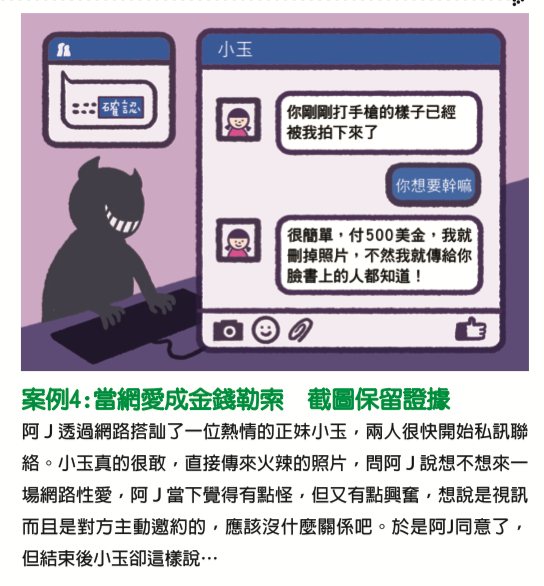 確認
小玉
你剛剛打手槍的樣子已經
被我拍下來了
你想要幹嘛
很簡單，付500美金，我就
刪掉照片，不然我就傳給你
臉書上的人都知道！
案例4:當網愛成金錢勒索　截圖保留證據
阿J透過網路搭訕了一位熱情的正妹小玉，兩人很快開始私訊聯
絡。小玉真的很敢，直接傳來火辣的照片，問阿J說想不想來一
場網路性愛，阿J當下覺得有點怪，但又有點興奮，想說是視訊
而且是對方主動邀約的，應該沒什麼關係吧。於是阿J同意了，
但結束後小玉卻這樣說…